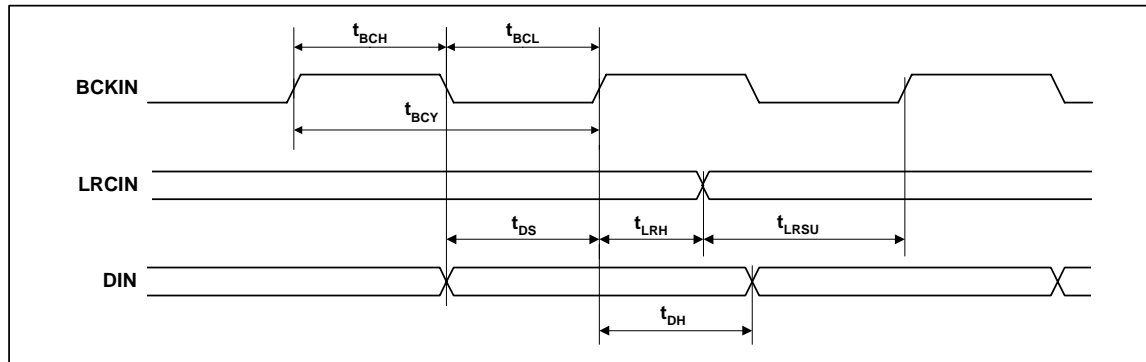 tBCH
tBCL
BCKIN
tBCY
LRCIN
tDS
tLRH
tLRSU
DIN
tDH